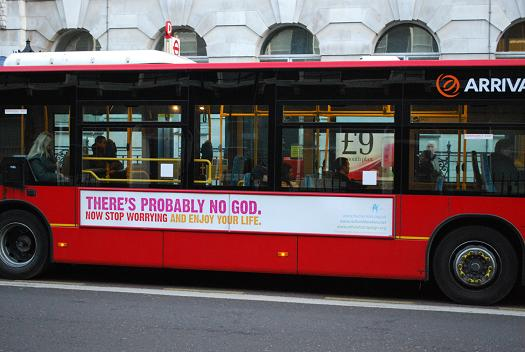 ARRIVA
£9
THERE'S PROBABLY NO GOD.
NOW STOP WORRYING AND ENJOY YOUR LIFE.